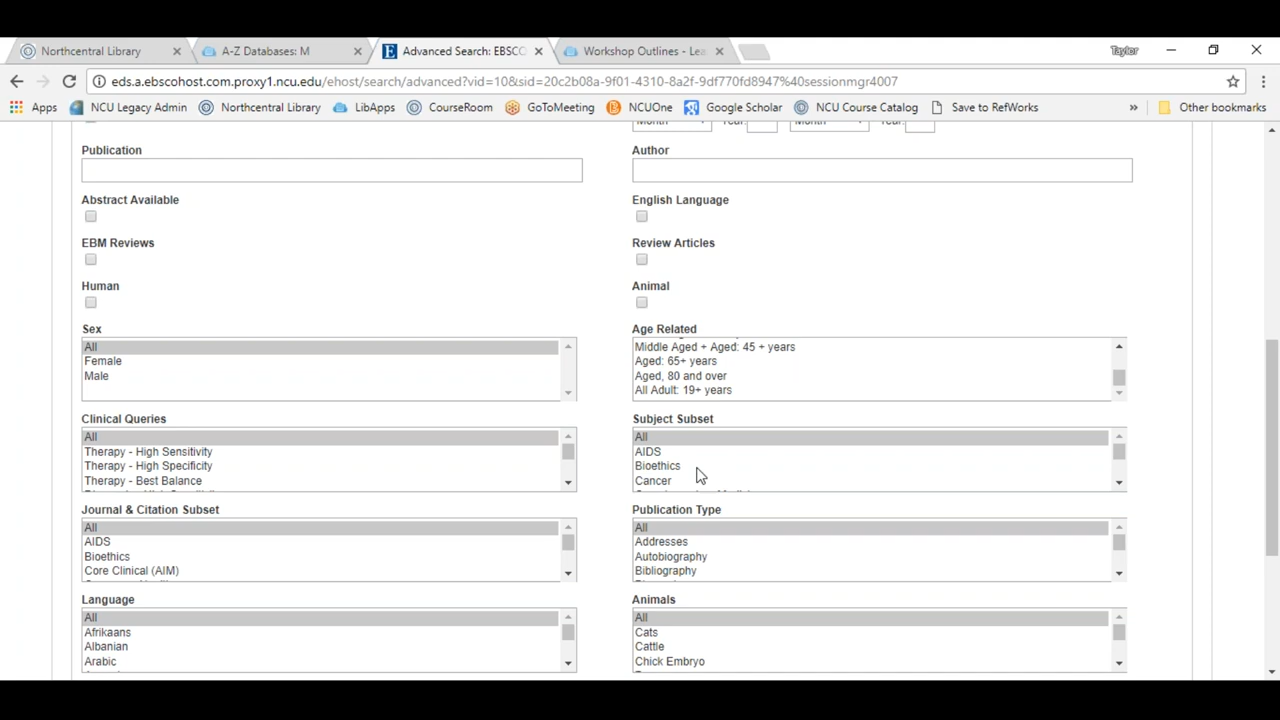 Northcentral Library
A-Z Databases: M
Advanced Search: EBSCO
Workshop Outlines - Lea
Taylor
eds.a.ebscohost.com.proxy1.ncu.edu/ehost/search/advanced?vid=10&sid=20c2b08a-9f01-4310-8a2f-9df770fd8947%40sessionmgr4007
Apps
NCU Legacy Admin
Northcentral Library
LibApps
CourseRoom
GoToMeeting
NCUOne
Google Scholar
NCU Course Catalog
Save to RefWorks
»
Other bookmarks
Month Year: Month Year:
Publication
Author
Abstract Available
English Language
EBM Reviews
Review Articles
Human
Animal
Sex
All
Female
Male
Age Related
Middle Aged + Aged: 45 + years
Aged: 65+ years
Aged, 80 and over
All Adult: 19+ years
Clinical Queries
All
Therapy - High Sensitivity
Therapy - High Specificity
Therapy - Best Balance
Subject Subset
All
AIDS
Bioethics
Cancer
Journal & Citation Subset
All
AIDS
Bioethics
Core Clinical (AIM)
Publication Type
All
Addresses
Autobiography
Bibliography
Language
All
Afrikaans
Albanian
Arabic
Animals
All
Cats
Cattle
Chick Embryo